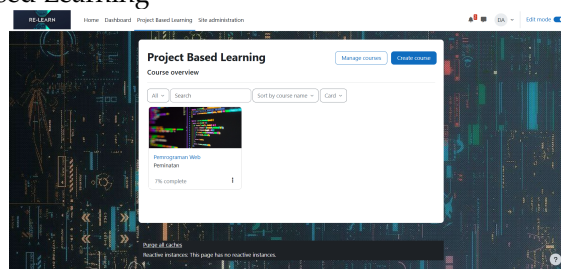 RE-LEARN Home Dashboard Project Based Learning Site administration DA Edit mode
Project Based Learning
Manage courses Create course
Course overview
All Search Sort by course name Card
Pemrograman Web
Peminatan
7% complete
Purge all caches
Reactive instances: This page has no reactive instances.
?